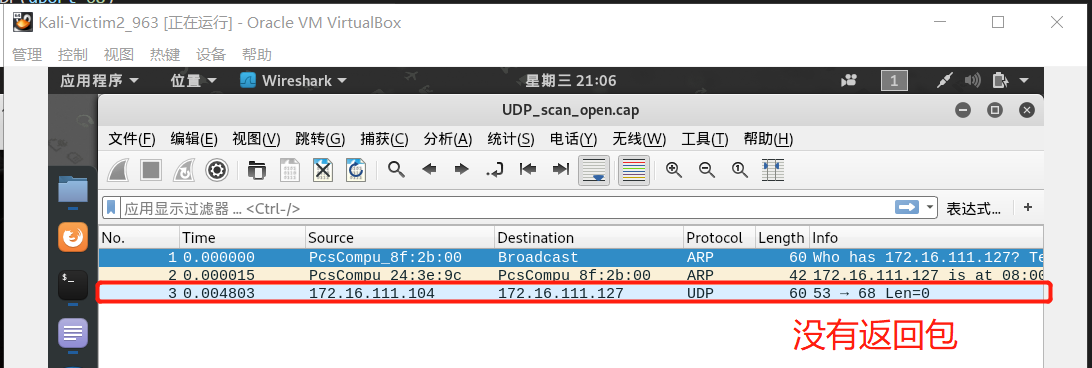 Kali-Victim2_963 [正在运行] - Oracle VM VirtualBox
管理 控制 视图 热键 设备 帮助
应用程序 位置 Wireshark 星期三 21:06 1
UDP_scan_open.cap
文件(F) 编辑(E) 视图(V) 跳转(G) 捕获(C) 分析(A) 统计(S) 电话(Y) 无线(W) 工具(T) 帮助(H)
应用显示过滤器 … <Ctrl-/> 表达式… +
No. Time Source Destination Protocol Length Info
1 0.000000 PcsCompu_8f:2b:00 Broadcast ARP 60 Who has 172.16.111.127? Te
2 0.000015 PcsCompu_24:3e:9c PcsCompu_8f:2b:00 ARP 42 172.16.111.127 is at 08:00
3 0.004803 172.16.111.104 172.16.111.127 UDP 60 53 → 68 Len=0
没有返回包